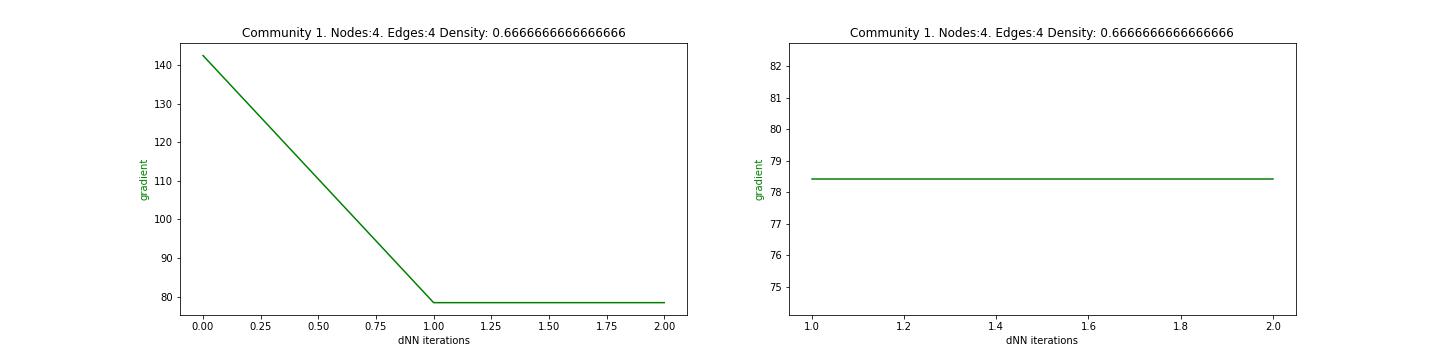 Community 1. Nodes:4. Edges:4 Density: 0.6666666666666666
140
130
120
110
100
90
80
gradient
0.00 0.25 0.50 0.75 1.00 1.25 1.50 1.75 2.00
dNN iterations
Community 1. Nodes:4. Edges:4 Density: 0.6666666666666666
82
81
80
79
78
77
76
75
gradient
1.0 1.2 1.4 1.6 1.8 2.0
dNN iterations